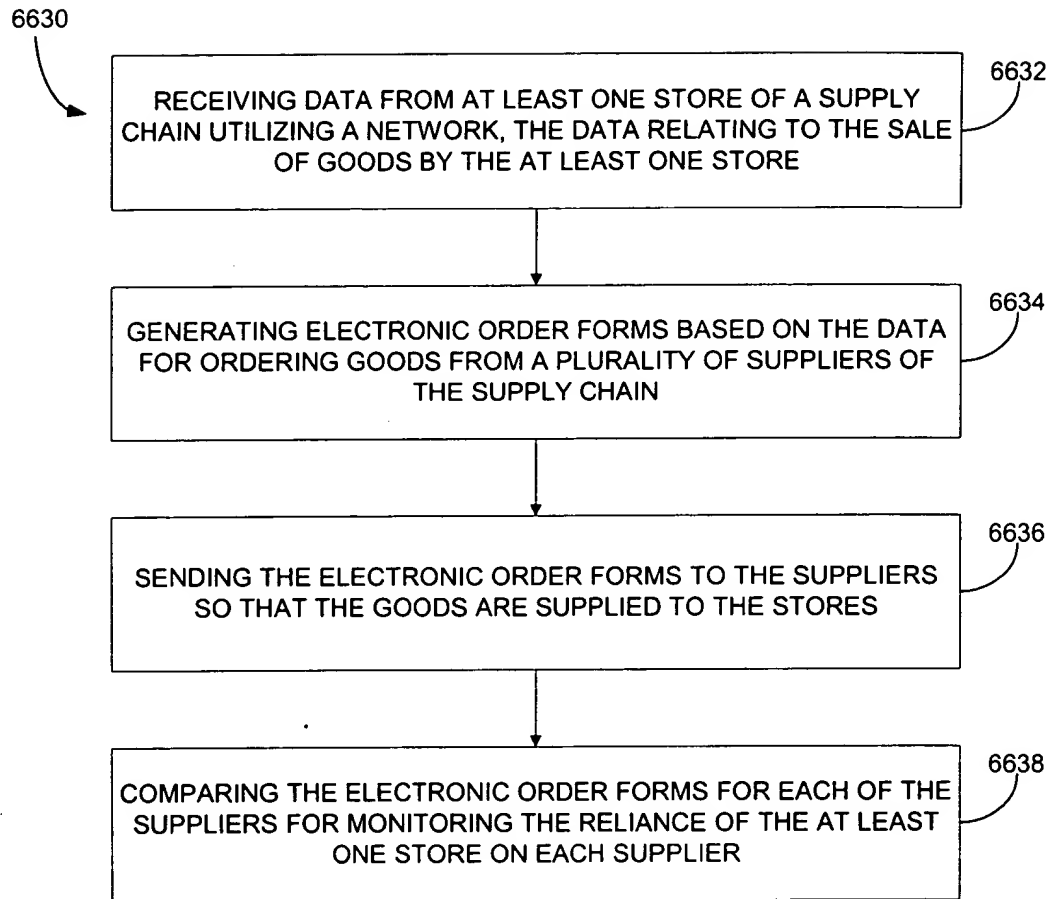 6630
6632
RECEIVING DATA FROM AT LEAST ONE STORE OF A SUPPLY
CHAIN UTILIZING A NETWORK, THE DATA RELATING TO THE SALE
OF GOODS BY THE AT LEAST ONE STORE
6634
GENERATING ELECTRONIC ORDER FORMS BASED ON THE DATA
FOR ORDERING GOODS FROM A PLURALITY OF SUPPLIERS OF
THE SUPPLY CHAIN
6636
SENDING THE ELECTRONIC ORDER FORMS TO THE SUPPLIERS
SO THAT THE GOODS ARE SUPPLIED TO THE STORES
6638
COMPARING THE ELECTRONIC ORDER FORMS FOR EACH OF THE
SUPPLIERS FOR MONITORING THE RELIANCE OF THE AT LEAST
ONE STORE ON EACH SUPPLIER